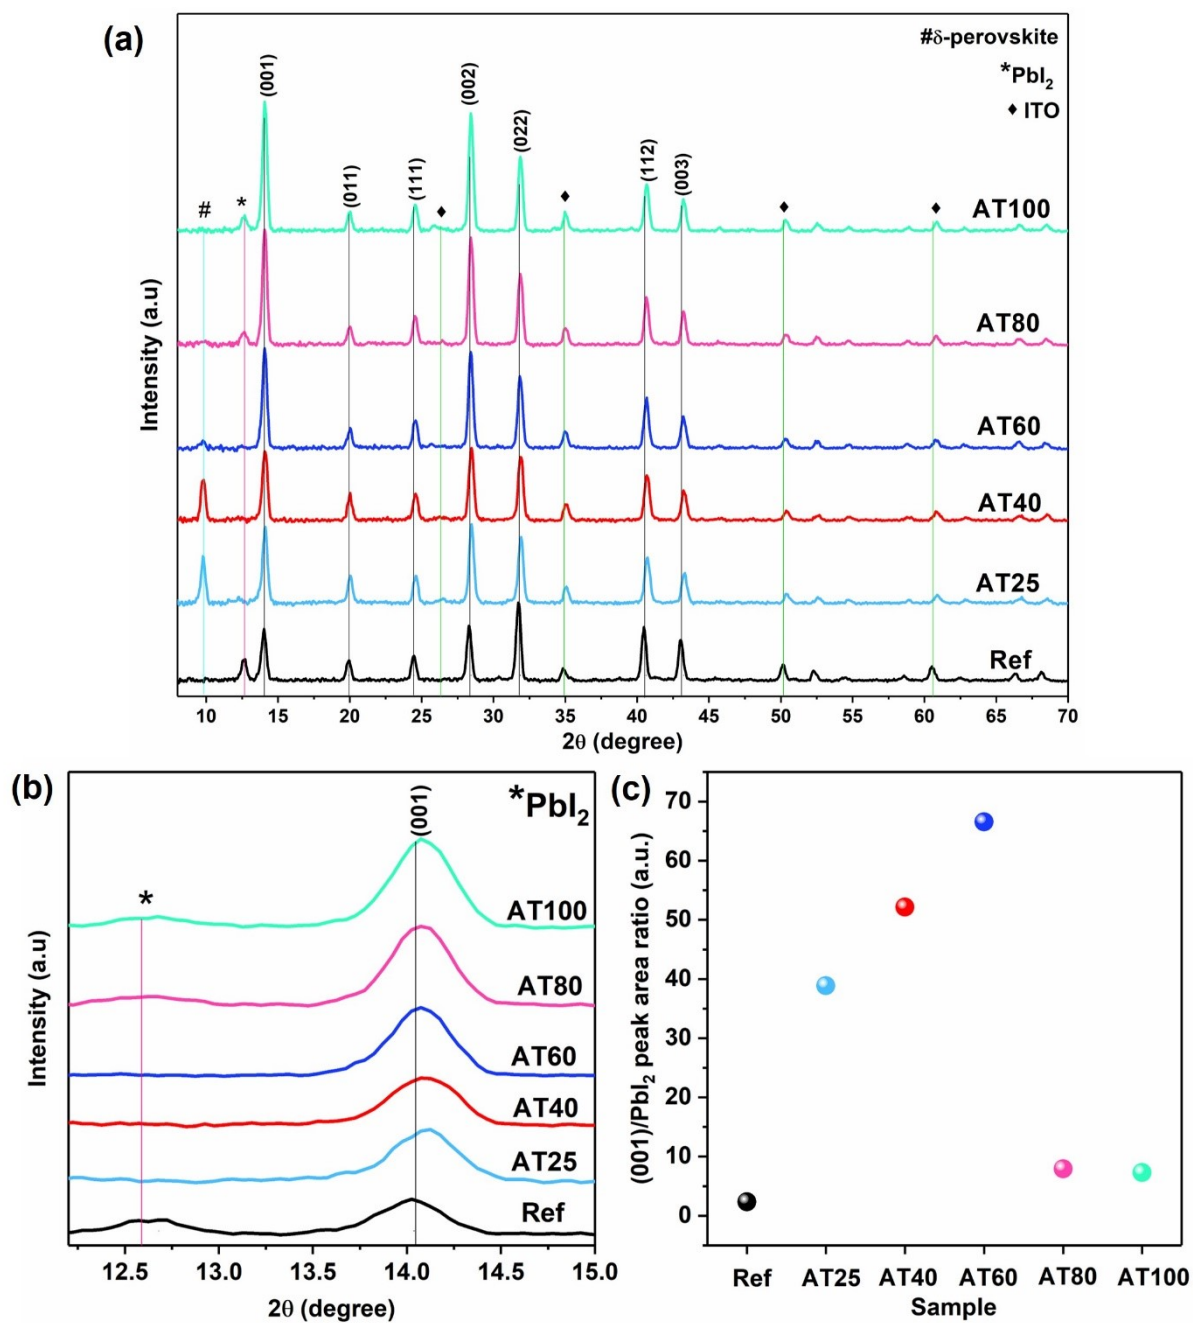 (a)
#δ-perovskite
*PbI₂
♦ ITO
(001)
(002)
(022)
(011)
(111)
(112)
(003)
#
*
♦
♦
♦
♦
AT100
AT80
AT60
AT40
AT25
Ref
Intensity (a.u)
10 15 20 25 30 35 40 45 50 55 60 65 70
2θ (degree)
(b)
*PbI₂
(001)
*
AT100
AT80
AT60
AT40
AT25
Ref
Intensity (a.u)
12.5 13.0 13.5 14.0 14.5 15.0
2θ (degree)
(c)
(001)/PbI₂ peak area ratio (a.u.)
70
60
50
40
30
20
10
0
Ref AT25 AT40 AT60 AT80 AT100
Sample